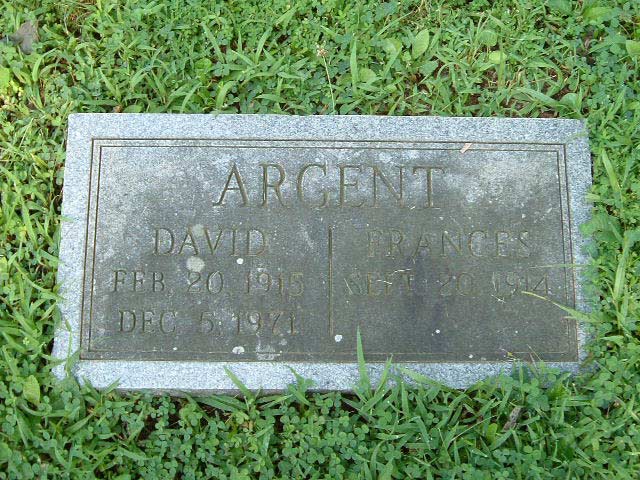 ARGENT
DAVID
FEB. 20, 1915
DEC. 5, 1971
FRANCES
SEPT. 20, 1914